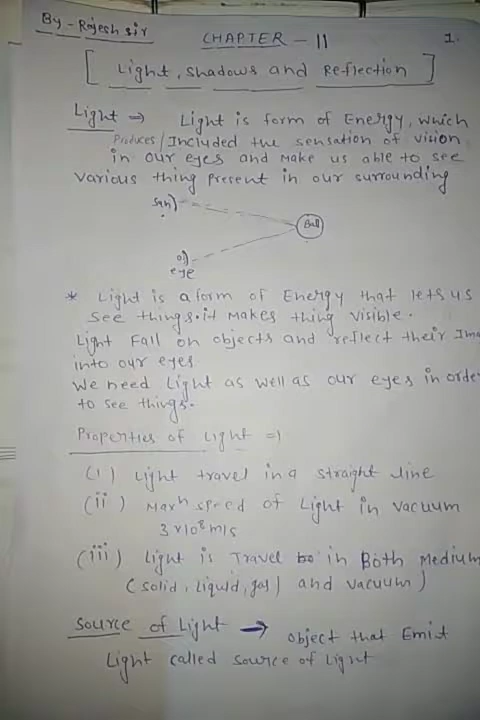 By - Rajesh sir
CHAPTER - 11
1.
[ Light, shadows and Reflection ]
Light ⇒ Light is form of Energy, which
Produces/Included the sensation of vision
in our eyes and make us able to see
various thing present in our surrounding
sun
Ball
eye
* Light is a form of Energy that lets us
see things. it makes thing visible.
Light Fall on objects and reflect their Ima
into our eyes
We need Light as well as our eyes in orde
to see things.
Properties of Light ⇒
(i) Light travel in a straight line
(ii) Maxm speed of Light in vacuum
3×10⁸ m/s
(iii) Light is Travel in Both Medium
(solid, Liquid, gas) and vacuum)
Source of Light → object that Emit
Light called source of Light